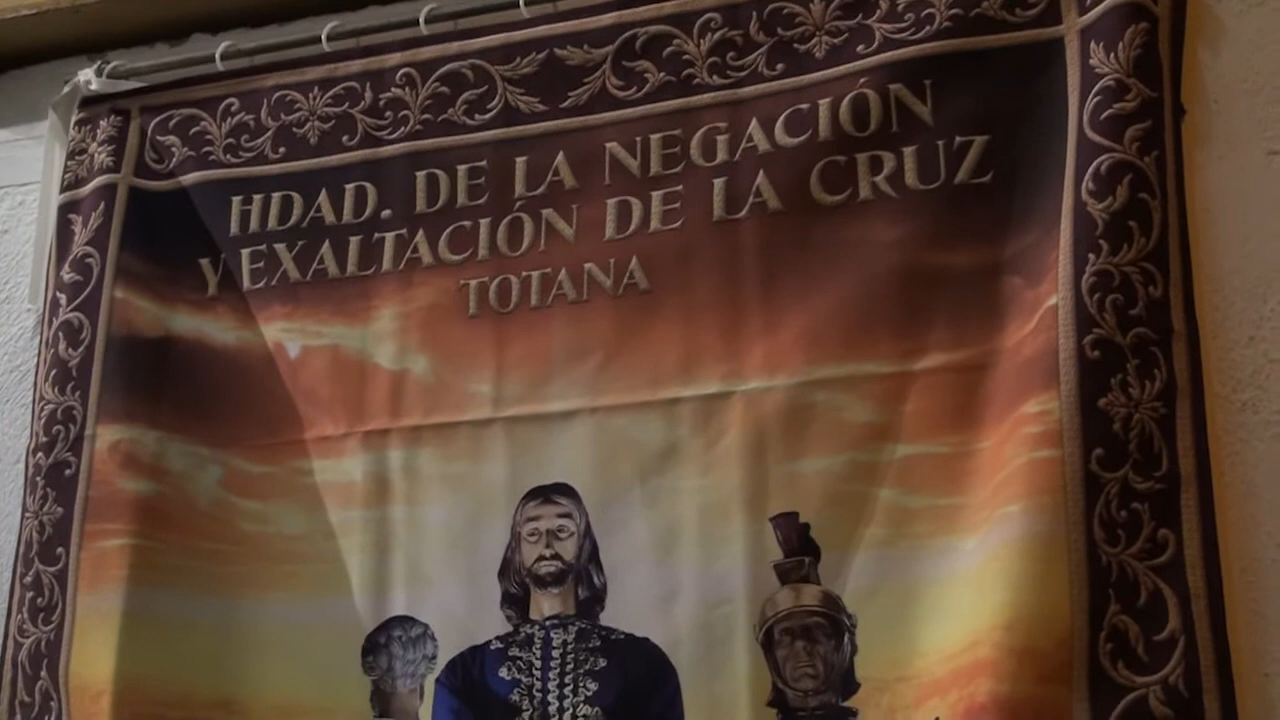 HDAD. DE LA NEGACIÓN
Y EXALTACIÓN DE LA CRUZ
TOTANA